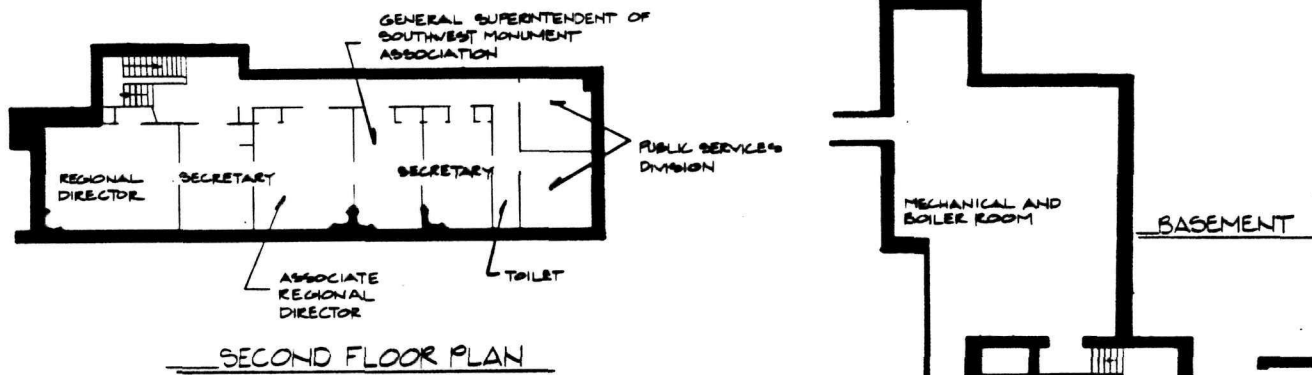 GENERAL SUPERINTENDENT OF
SOUTHWEST MONUMENT
ASSOCIATION
REGIONAL
DIRECTOR
SECRETARY
SECRETARY
PUBLIC SERVICES
DIVISION
ASSOCIATE
REGIONAL
DIRECTOR
TOILET
SECOND FLOOR PLAN
MECHANICAL AND
BOILER ROOM
BASEMENT